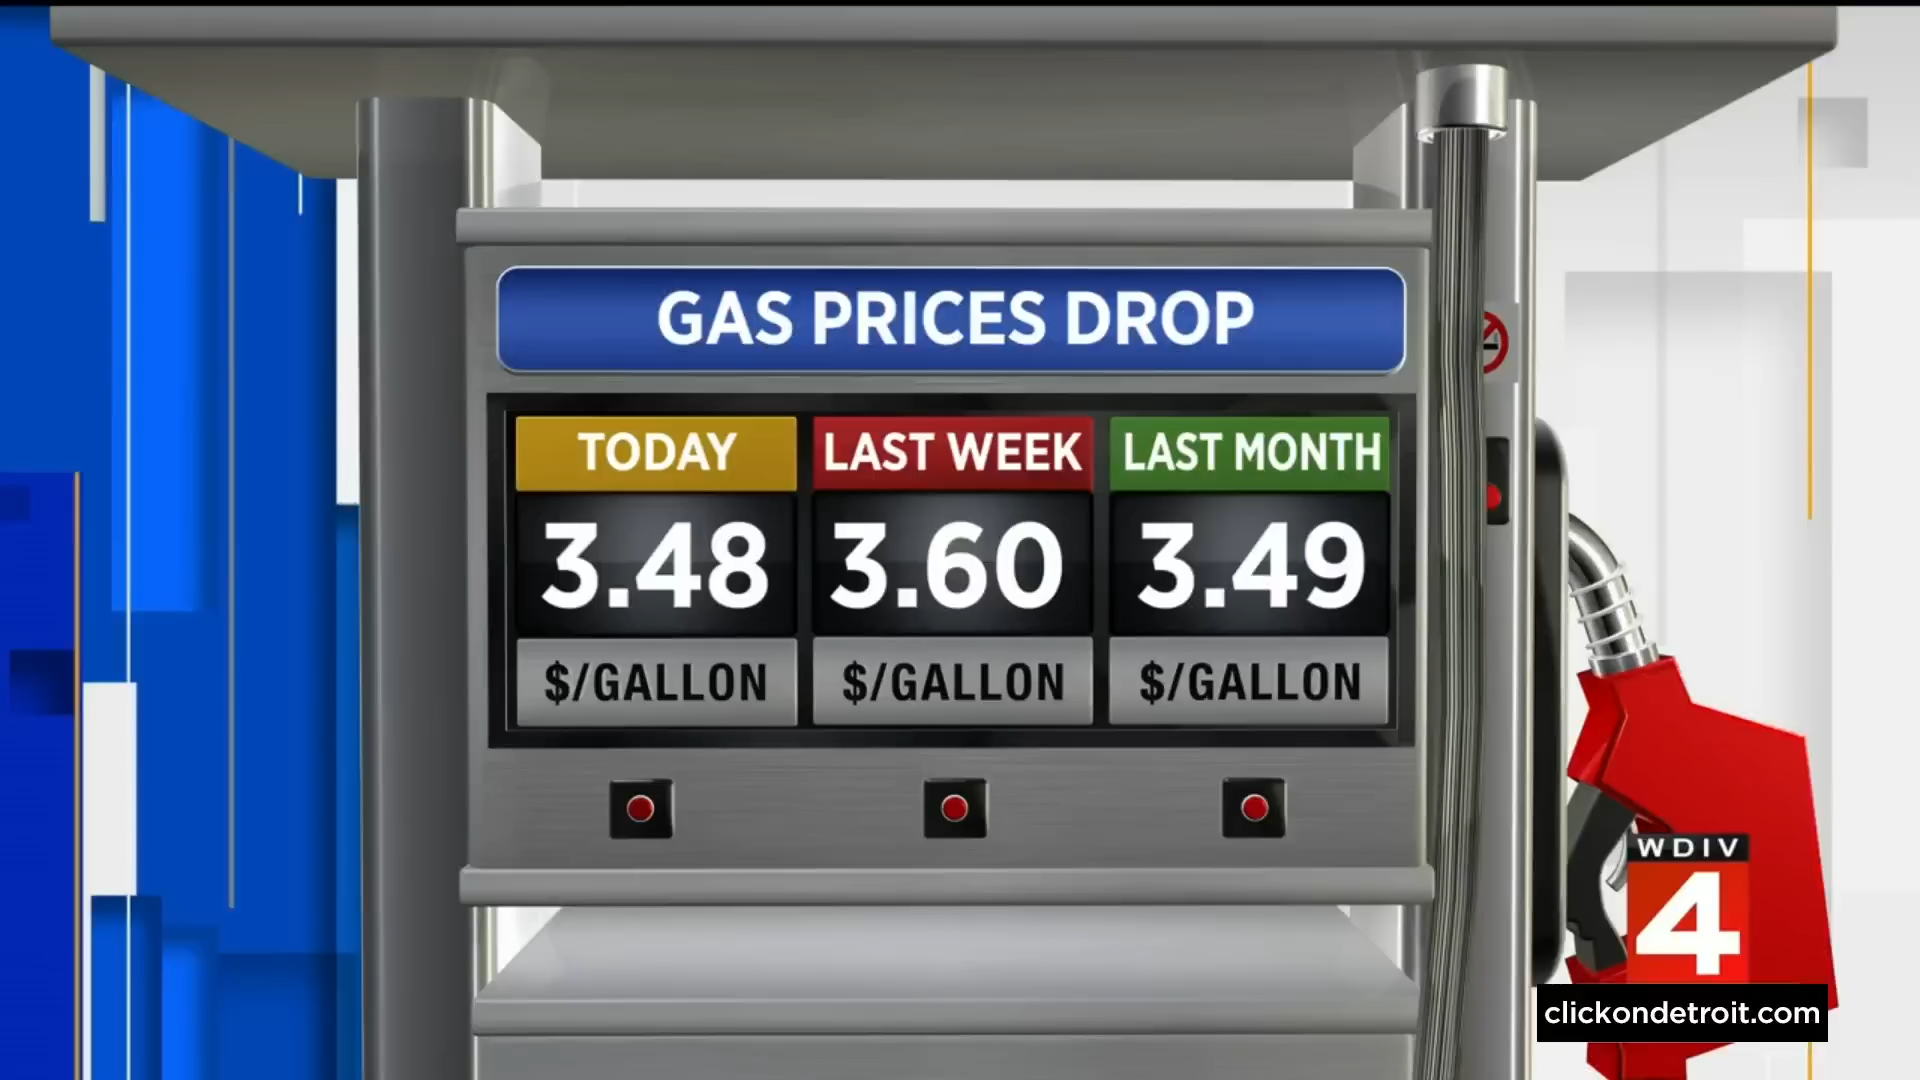 GAS PRICES DROP
TODAY LAST WEEK LAST MONTH
3.48 3.60 3.49
$/GALLON $/GALLON $/GALLON
WDIV
4
clickondetroit.com